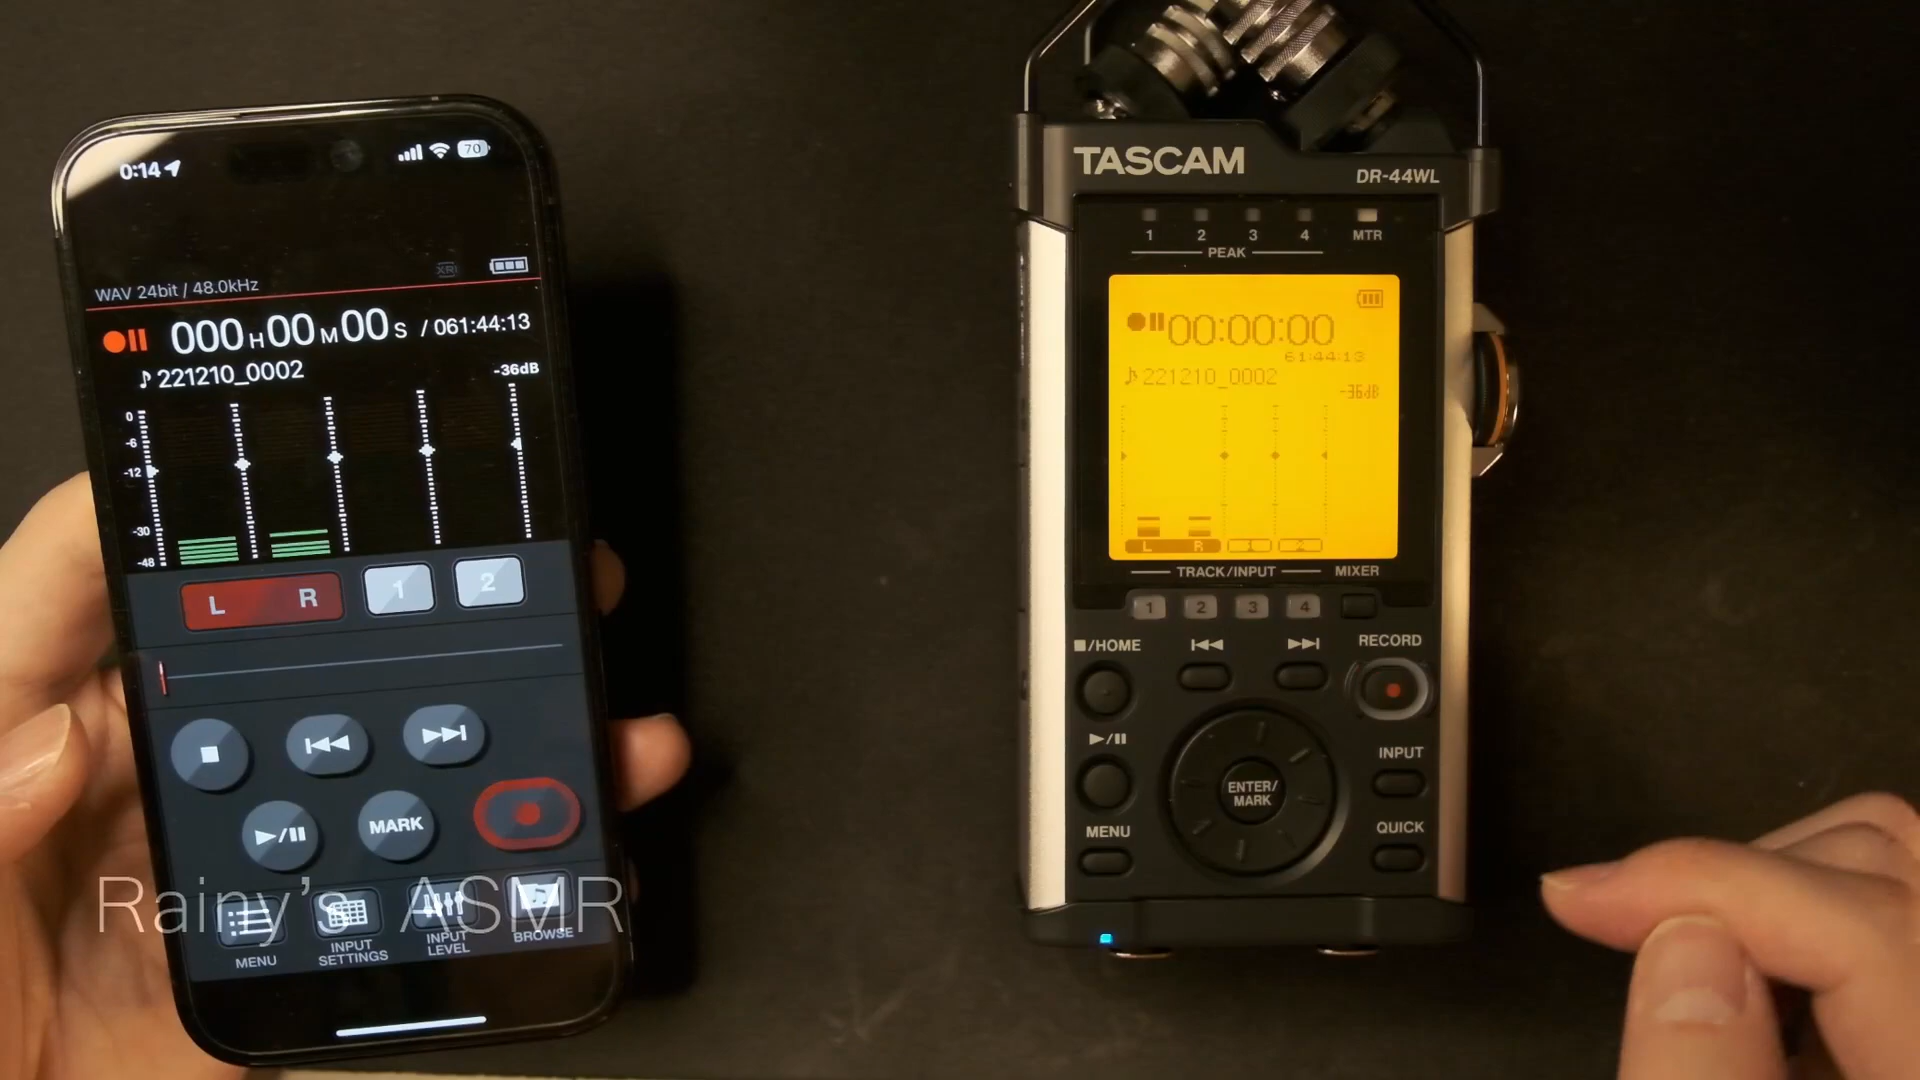 0:14
70
XRI
WAV 24bit / 48.0kHz
000H00M00S / 061:44:13
221210_0002
-36dB
0
-6
-12
-30
-48
L R 1 2
MARK
MENU
INPUT SETTINGS
INPUT LEVEL
BROWSE
Rainy's ASMR
TASCAM
DR-44WL
1 2 3 4 MTR
PEAK
00:00:00
61:44:13
221210_0002
-36dB
L R 1 2
TRACK/INPUT MIXER
1 2 3 4
/HOME
RECORD
INPUT
ENTER/
MARK
MENU
QUICK